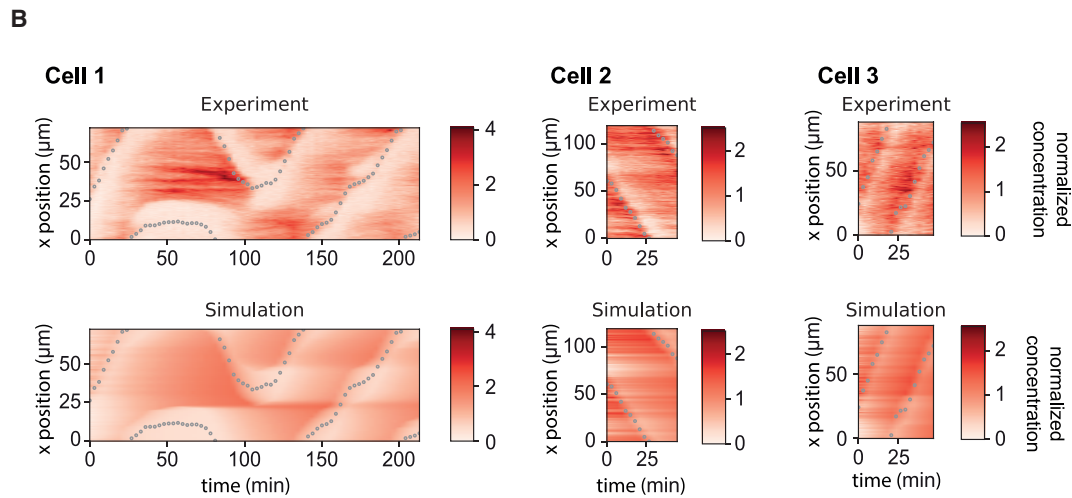 B
Cell 1
Cell 2
Cell 3
Experiment
Experiment
Experiment
x position (µm)
50
25
0
0
50
100
150
200
4
2
0
x position (µm)
100
50
0
0
25
2
1
0
x position (µm)
50
0
0
25
2
1
0
normalized
concentration
Simulation
Simulation
Simulation
x position (µm)
50
25
0
0
50
100
150
200
time (min)
4
2
0
x position (µm)
100
50
0
0
25
time (min)
2
1
0
x position (µm)
50
0
0
25
time (min)
2
1
0
normalized
concentration